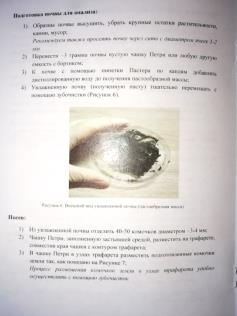 Подготовка почвы для анализа:
1) Образцы почвы высушить, убрать крупные остатки растительности,
камни, мусор;
Рекомендуем также просеять почву через сито с диаметром ячеек 1-2
мм
2) Перенести ~3 грамма почвы пустую чашку Петри или любую другую
емкость с бортиком;
3) К почве с помощью пипетки Пастера по каплям добавить
дистиллированную воду до получения пастообразной массы;
4) Увлажненную почву (полученную пасту) тщательно перемешать с
помощью зубочистки (Рисунок 6).
Рисунок 6. Внешний вид увлажненной почвы (пастообразная масса)
Посев:
1) Из увлажненной почвы отделить 40-50 комочков диаметром ~3-4 мм;
2) Чашку Петри, заполненную застывшей средой, разместить на трафарете,
совместив края чашки с контуром трафарета;
3) В чашку Петри в узлах трафарета разместить подготовленные комочки
земли так, как показано на Рисунке 7;
Процесс размещения комочков земли в узлах трафарета удобно
осуществлять с помощью зубочистки.